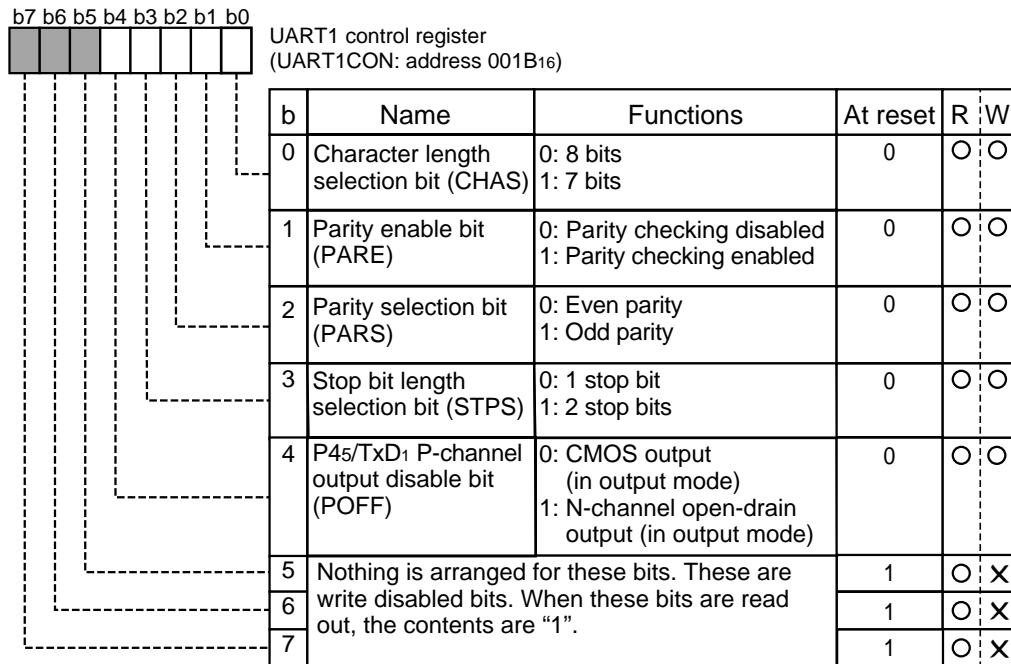 b7 b6 b5 b4 b3 b2 b1 b0
UART1 control register
(UART1CON: address 001B16)
b Name Functions At reset R W
0 Character length 0: 8 bits 0 O O
selection bit (CHAS) 1: 7 bits
1 Parity enable bit 0: Parity checking disabled 0 O O
(PARE) 1: Parity checking enabled
2 Parity selection bit 0: Even parity 0 O O
(PARS) 1: Odd parity
3 Stop bit length 0: 1 stop bit 0 O O
selection bit (STPS) 1: 2 stop bits
4 P45/TxD1 P-channel 0: CMOS output 0 O O
output disable bit (in output mode)
(POFF) 1: N-channel open-drain
output (in output mode)
5 Nothing is arranged for these bits. These are 1 O X
6 write disabled bits. When these bits are read 1 O X
out, the contents are “1”.
7 1 O X